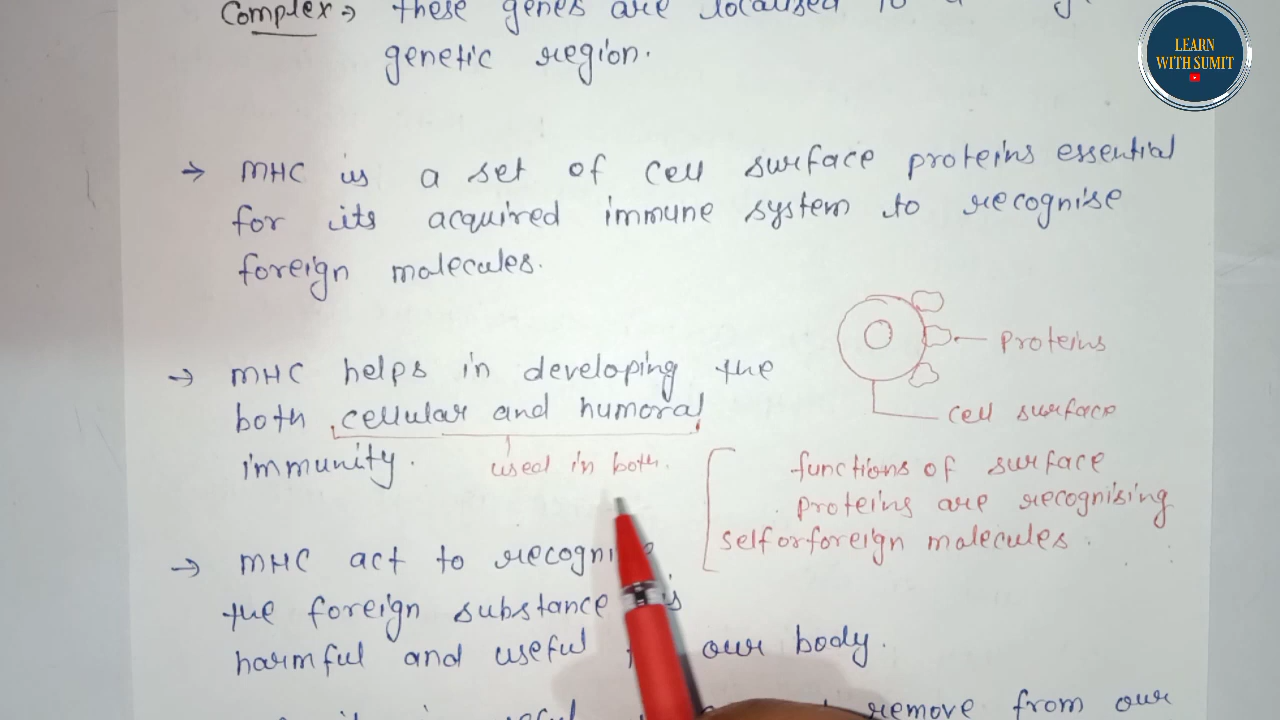 Complex → these genes are localised to a
genetic region.
LEARN
WITH SUMIT
→ MHC is a set of cell surface proteins essential
for its acquired immune system to recognise
foreign molecules.
→ MHC helps in developing the
both cellular and humoral
immunity.
used in both.
proteins
cell surface
functions of surface
proteins are recognising
self or foreign molecules.
→ MHC act to
the foreign substance is
harmful and useful our body.
remove from our